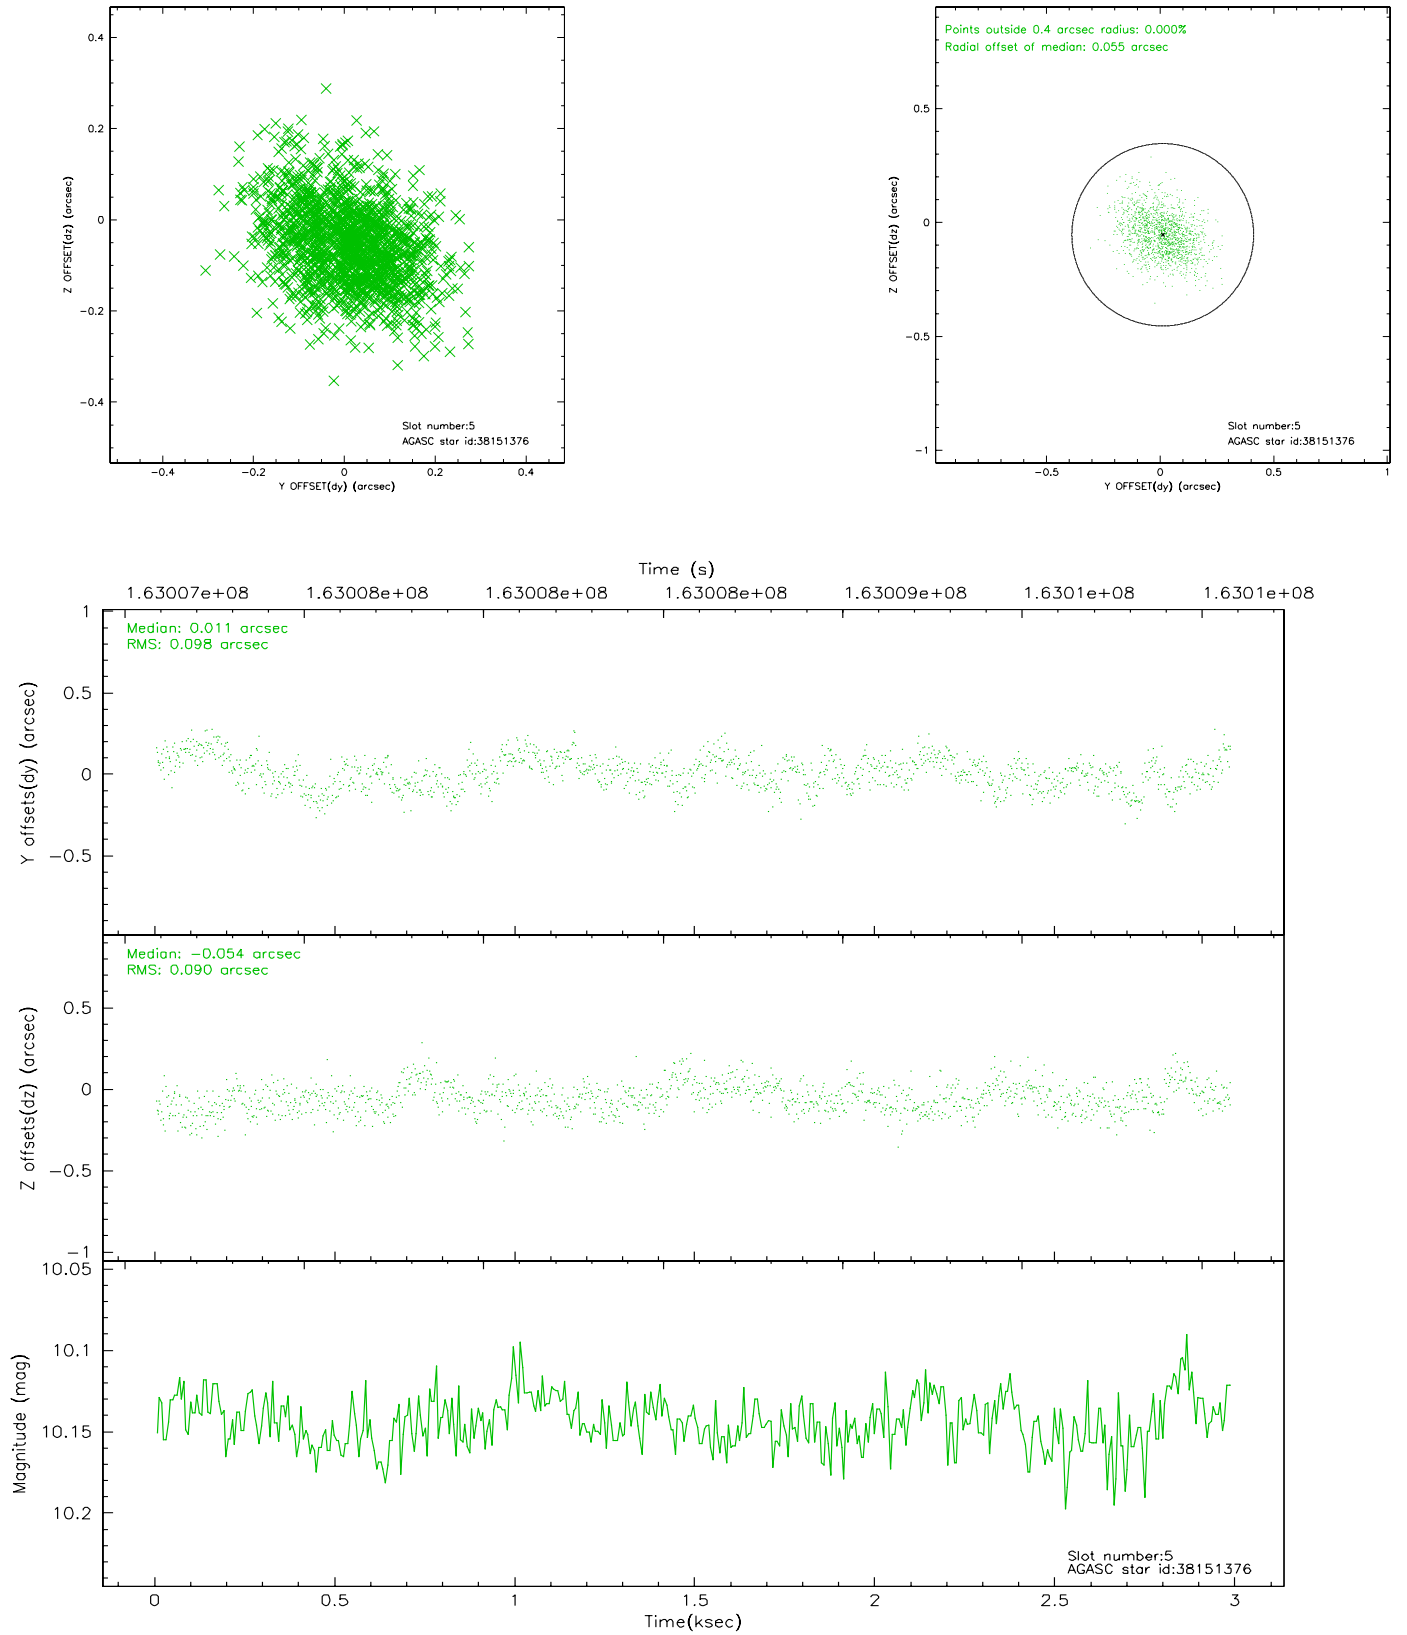 0.4
0.2
0
−0.2
−0.4
Z OFFSET(dz) (arcsec)
Slot number:5
AGASC star id:38151376
−0.4 −0.2 0 0.2 0.4
Y OFFSET(dy) (arcsec)
Points outside 0.4 arcsec radius: 0.000%
Radial offset of median: 0.055 arcsec
0.5
0
−0.5
−1
Z OFFSET(dz) (arcsec)
Slot number:5
AGASC star id:38151376
−0.5 0 0.5 1
Y OFFSET(dy) (arcsec)
Time (s)
1.63007e+08 1.63008e+08 1.63008e+08 1.63008e+08 1.63009e+08 1.6301e+08 1.6301e+08
1
0.5
0
−0.5
Y offsets(dy) (arcsec)
Median: 0.011 arcsec
RMS: 0.098 arcsec
0.5
0
−0.5
−1
Z offsets(dz) (arcsec)
Median: −0.054 arcsec
RMS: 0.090 arcsec
10.05
10.1
10.15
10.2
Magnitude (mag)
Slot number:5
AGASC star id:38151376
0 0.5 1 1.5 2 2.5 3
Time(ksec)